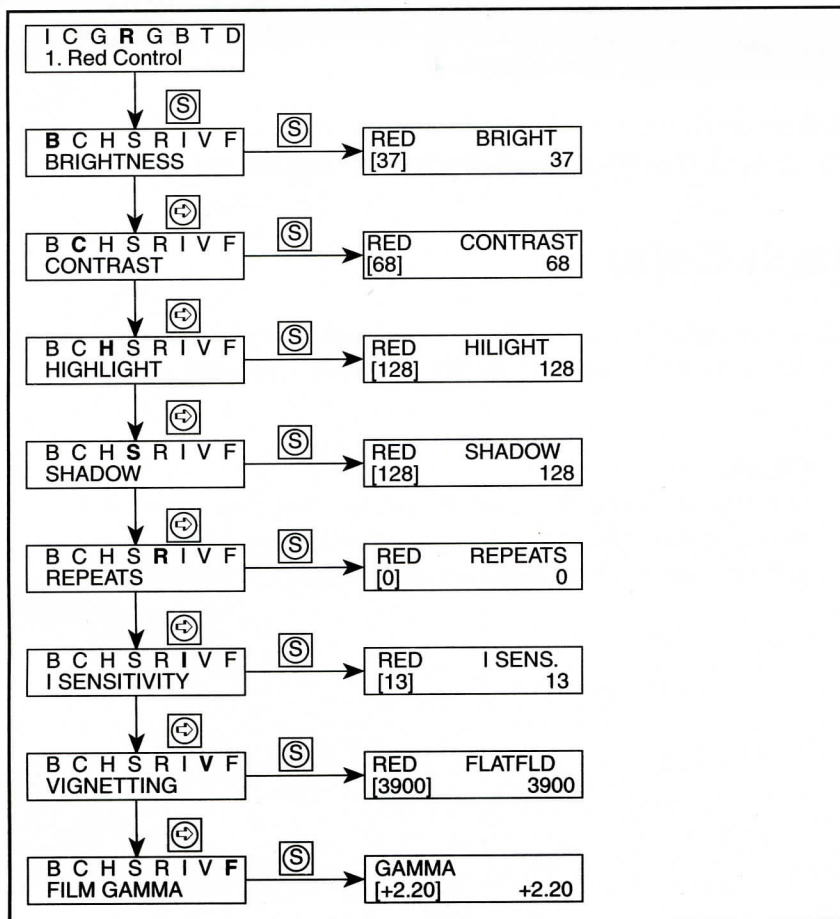 I C G R G B T D
1. Red Control
S
B C H S R I V F
BRIGHTNESS
S
RED BRIGHT
[37] 37
B C H S R I V F
CONTRAST
S
RED CONTRAST
[68] 68
B C H S R I V F
HIGHLIGHT
S
RED HILIGHT
[128] 128
B C H S R I V F
SHADOW
S
RED SHADOW
[128] 128
B C H S R I V F
REPEATS
S
RED REPEATS
[0] 0
B C H S R I V F
I SENSITIVITY
S
RED I SENS.
[13] 13
B C H S R I V F
VIGNETTING
S
RED FLATFLD
[3900] 3900
B C H S R I V F
FILM GAMMA
S
GAMMA
[+2.20] +2.20